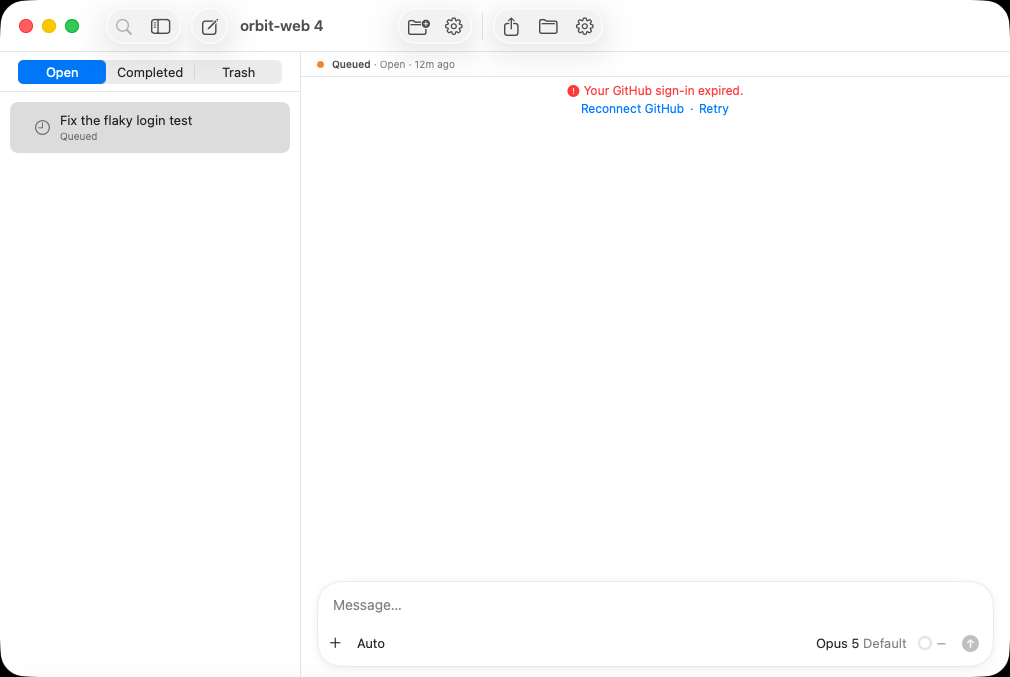 orbit-web 4
Open Completed Trash
Fix the flaky login test
Queued
Queued · Open · 12m ago
Your GitHub sign-in expired.
Reconnect GitHub · Retry
Message...
Auto
Opus 5 Default